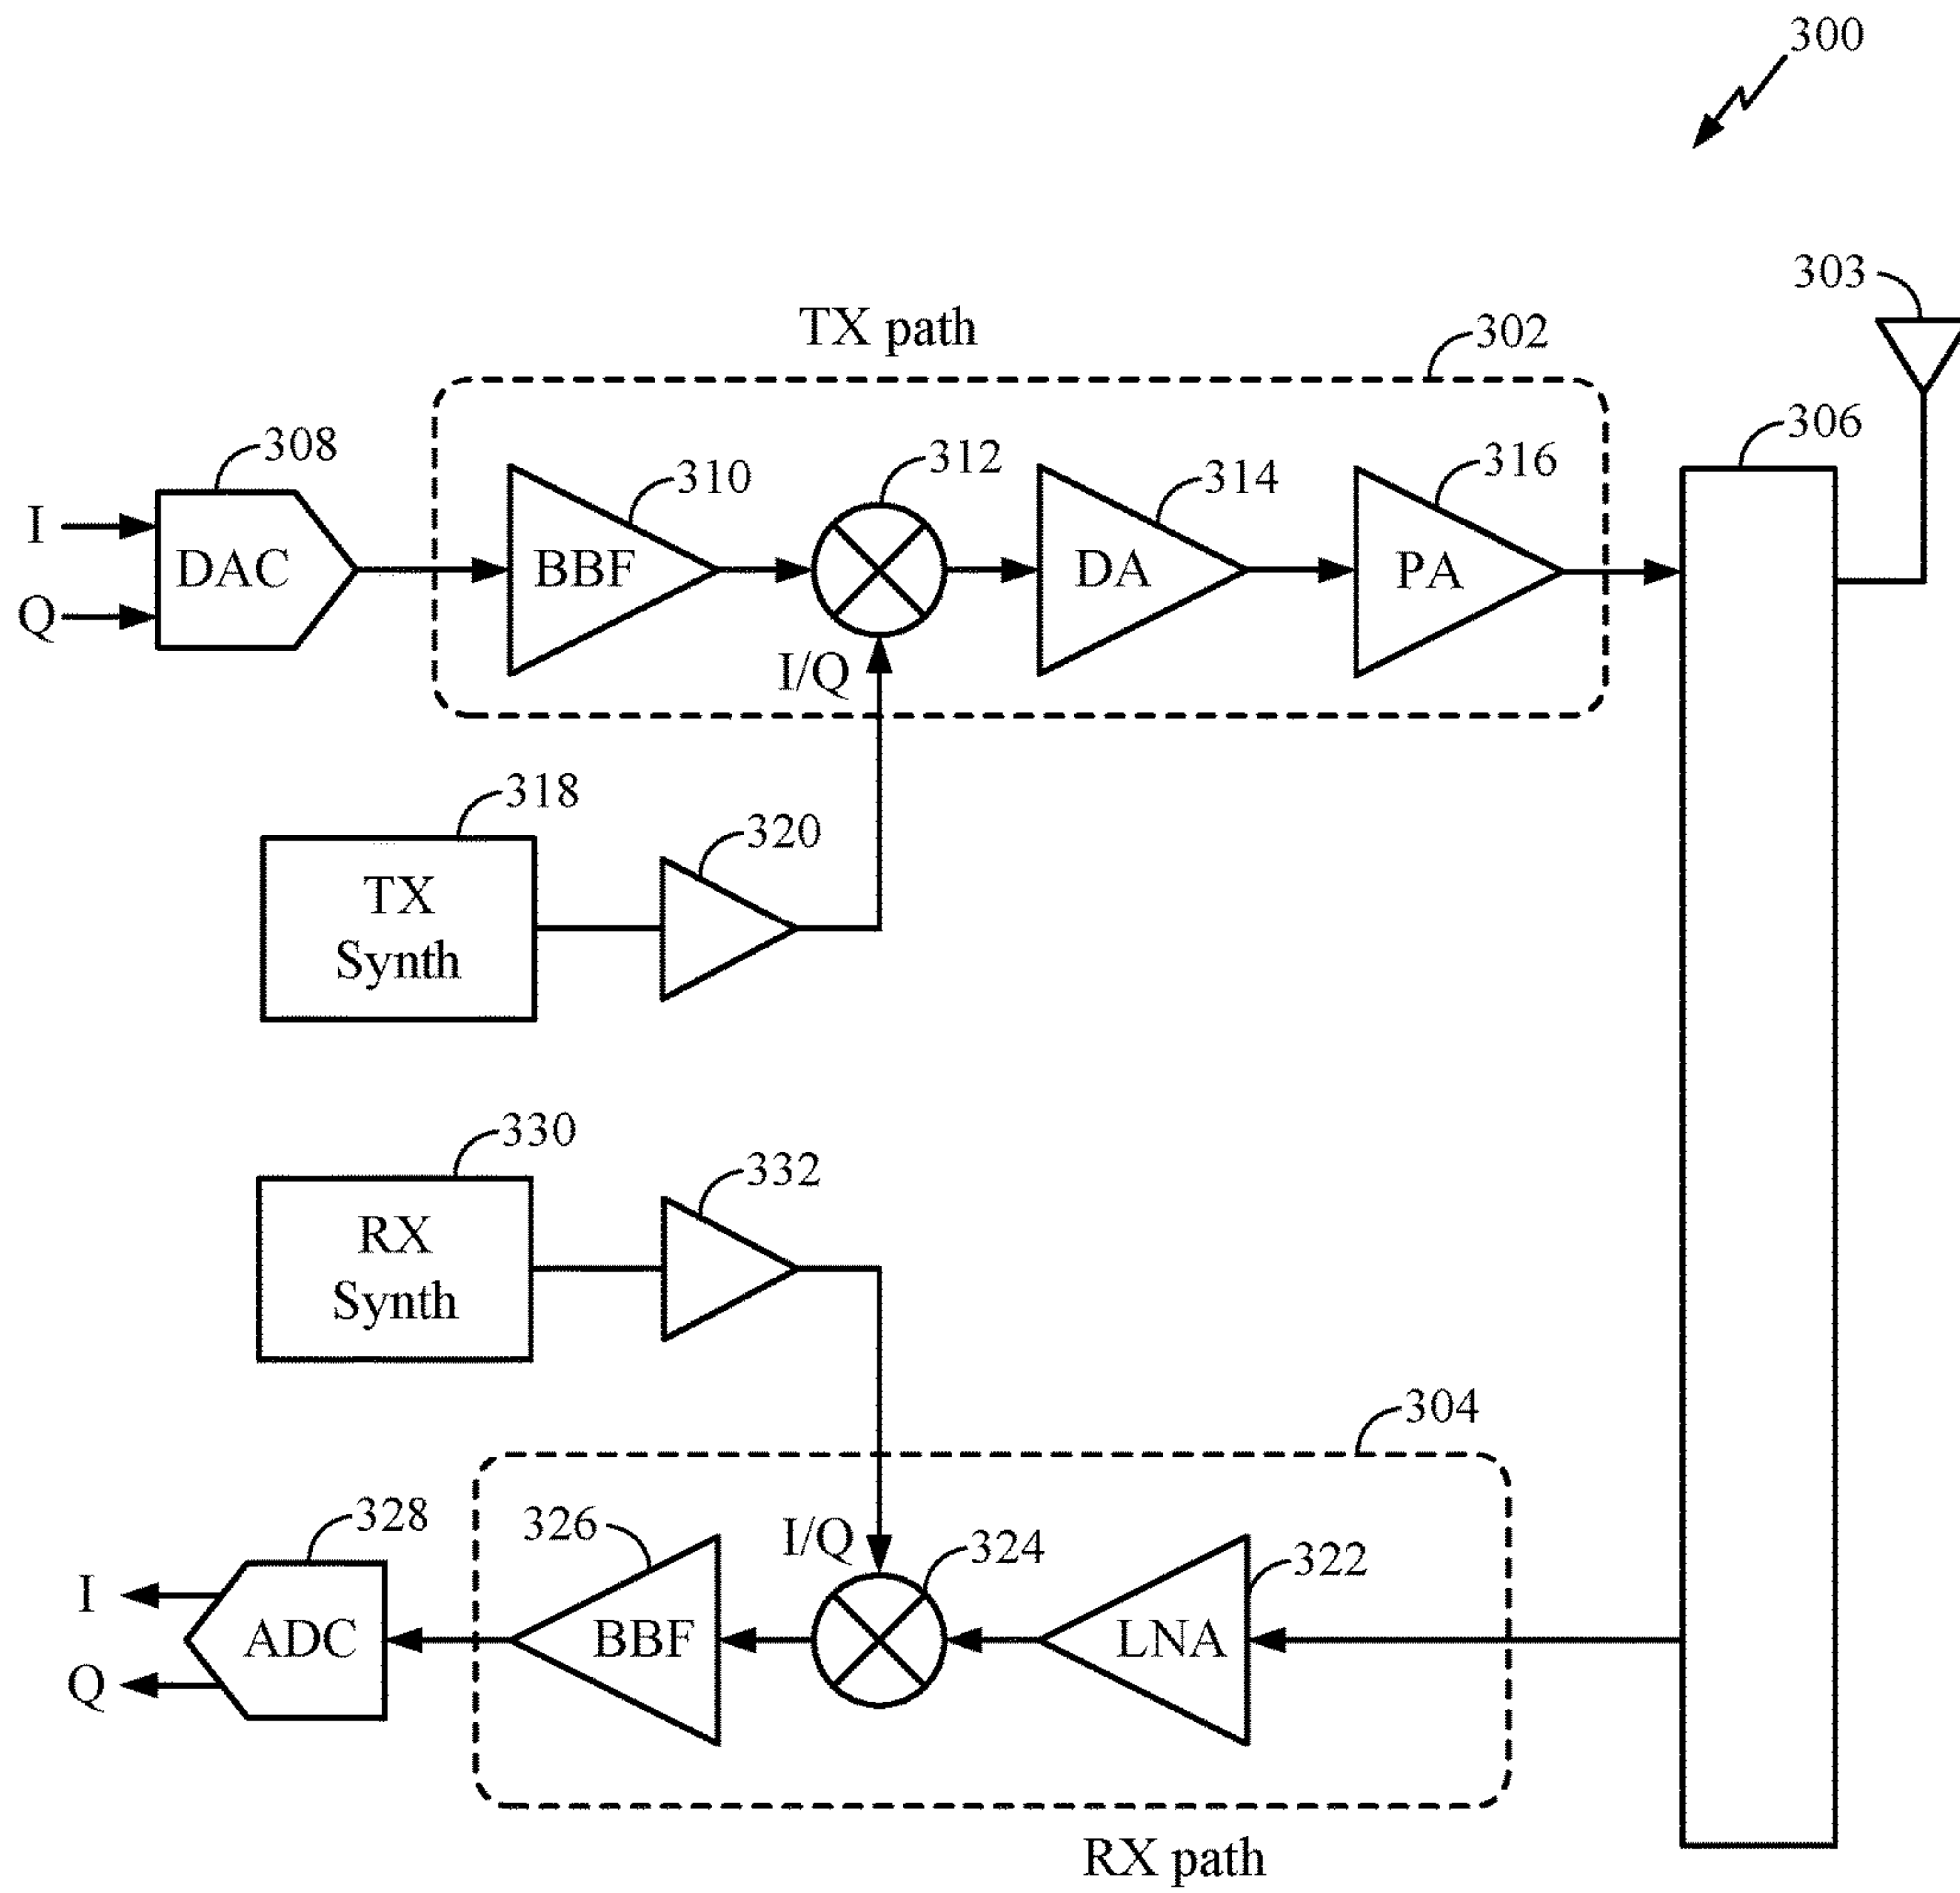 300
303
TX path
302
306
308
310
312
314
316
I
Q
DAC
BBF
DA
PA
I/Q
318
320
TX
Synth
330
332
RX
Synth
304
328
326
I/Q
324
322
I
Q
ADC
BBF
LNA
RX path